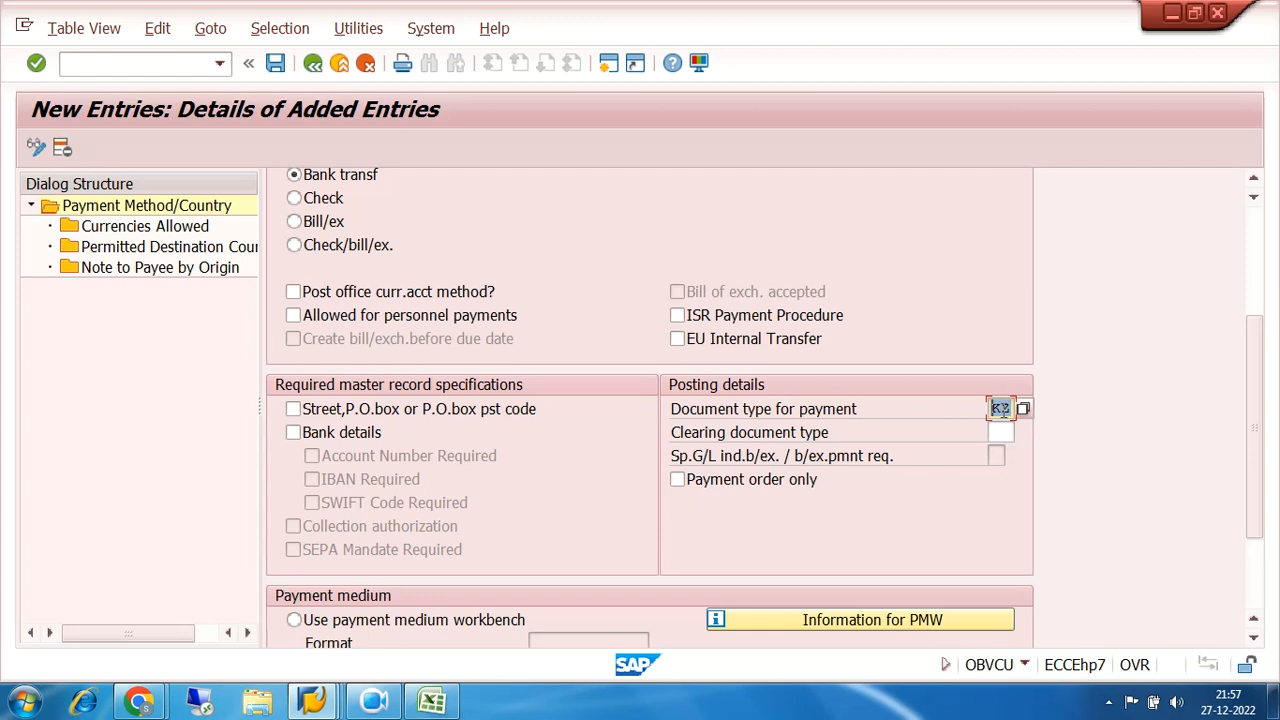 Table View Edit Goto Selection Utilities System Help
New Entries: Details of Added Entries
Dialog Structure
Payment Method/Country
Currencies Allowed
Permitted Destination Cour
Note to Payee by Origin
Bank transf
Check
Bill/ex
Check/bill/ex.
Post office curr.acct method?
Bill of exch. accepted
Allowed for personnel payments
ISR Payment Procedure
Create bill/exch.before due date
EU Internal Transfer
Required master record specifications
Posting details
Street,P.O.box or P.O.box pst code
Document type for payment
Bank details
Clearing document type
Account Number Required
Sp.G/L ind.b/ex. / b/ex.pmnt req.
IBAN Required
Payment order only
SWIFT Code Required
Collection authorization
SEPA Mandate Required
Payment medium
Use payment medium workbench
Information for PMW
Format
SAP
OBVCU
ECCEhp7
OVR
21:57
27-12-2022